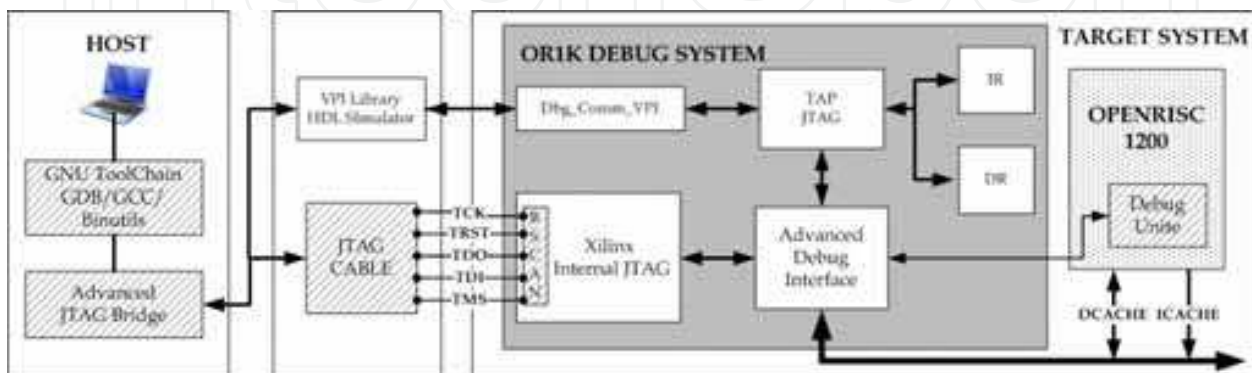 HOST
GNU ToolChain
GDB/GCC/
Binutils
Advanced
JTAG Bridge
VPI Library
HDL Simulator
JTAG
CABLE
TCK
TRST
TDO
TDI
TMS
OR1K DEBUG SYSTEM
Dbg_Comm_VPI
B
S
C
A
N
Xilinx
Internal JTAG
TAP
JTAG
Advanced
Debug
Interface
IR
DR
TARGET SYSTEM
OPENRISC
1200
Debug
Unite
DCACHE
ICACHE